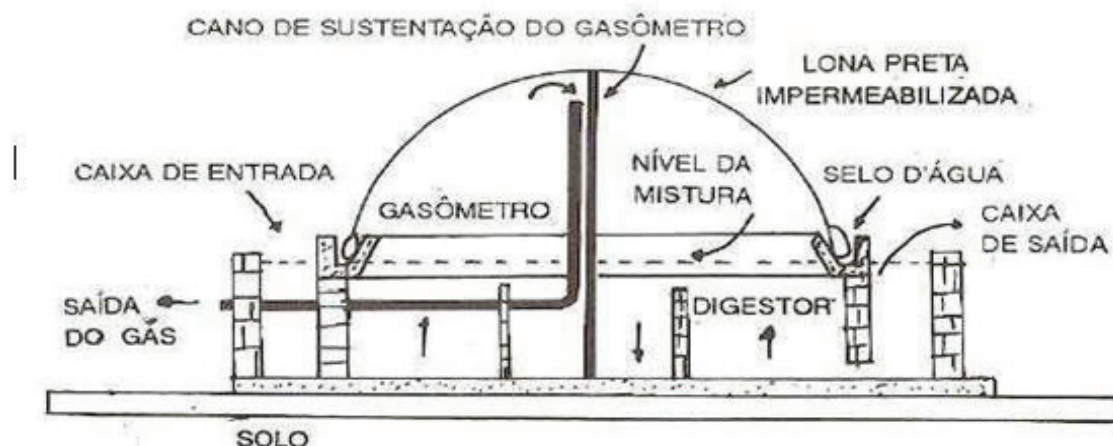 CANO DE SUSTENTAÇÃO DO GASÔMETRO
LONA PRETA
IMPERMEABILIZADA
CAIXA DE ENTRADA
NÍVEL DA
MISTURA
SELO D'ÁGUA
GASÔMETRO
CAIXA
DE SAÍDA
SAÍDA
DO GÁS
DIGESTOR
SOLO